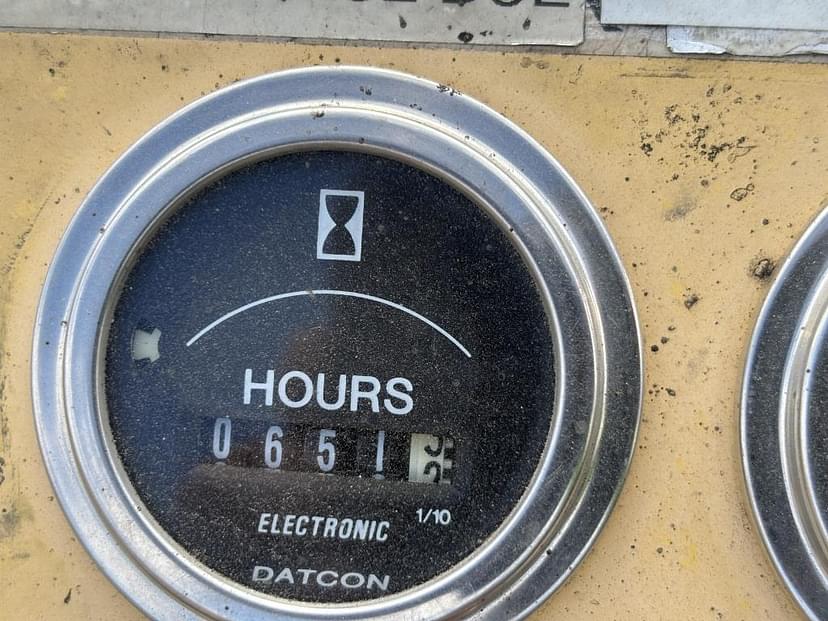 HOURS
0651
ELECTRONIC 1/10
DATCON